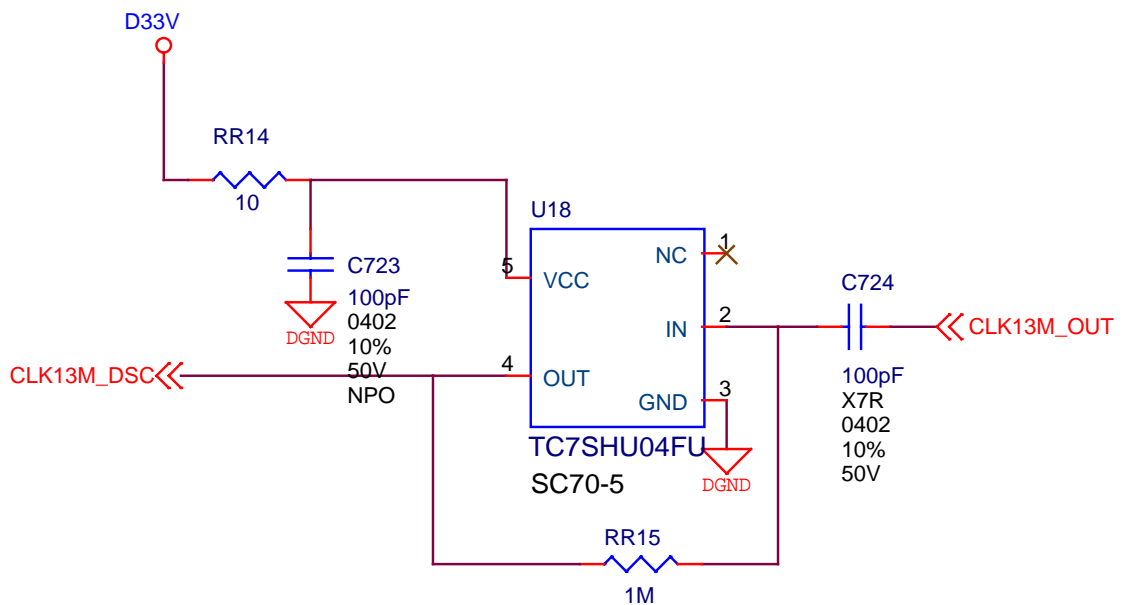 D33V
RR14
10
C723
100pF
0402
10%
50V
NPO
DGND
U18
5
VCC
NC
1
IN
2
4
OUT
GND
3
TC7SHU04FU
SC70-5
DGND
C724
100pF
X7R
0402
10%
50V
CLK13M_OUT
CLK13M_DSC
RR15
1M